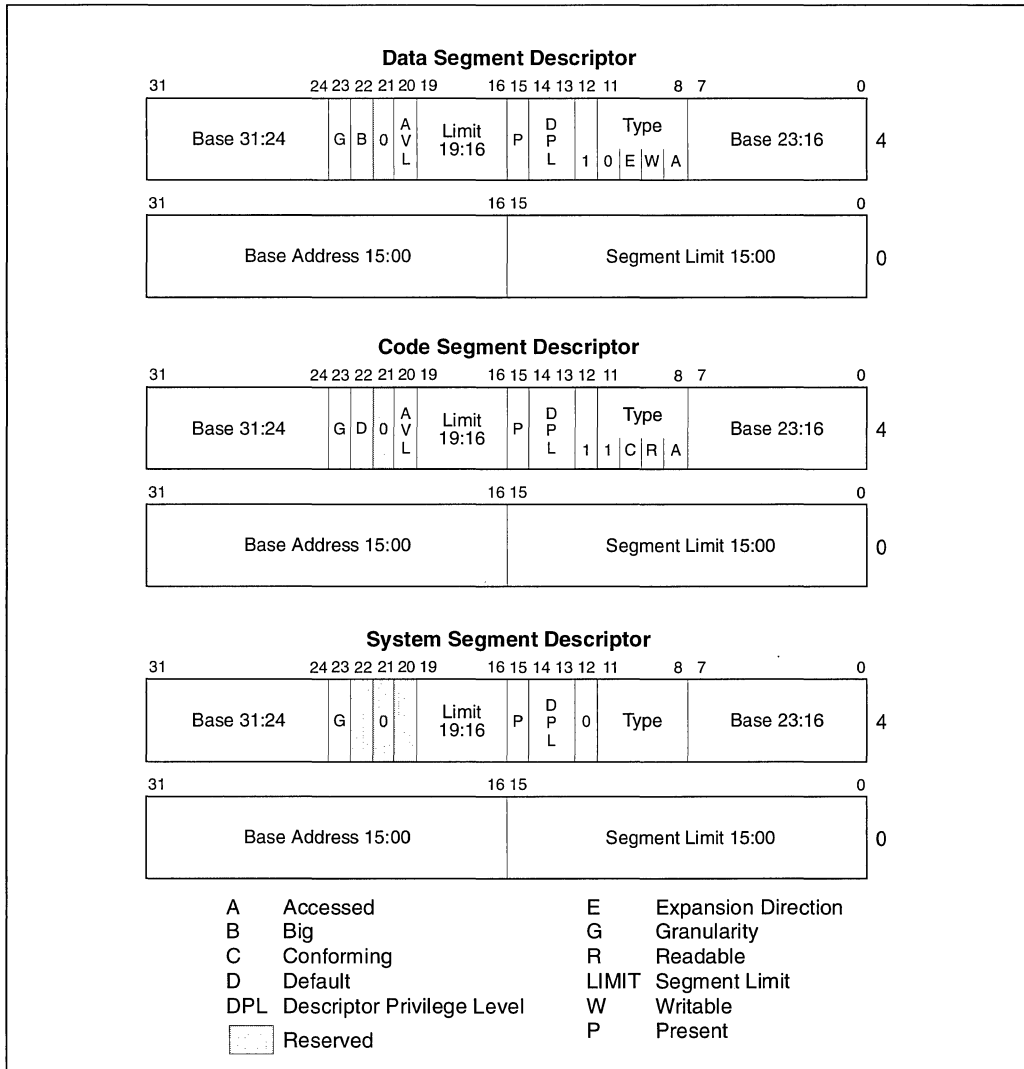 Data Segment Descriptor
31 24 23 22 21 20 19 16 15 14 13 12 11 8 7 0
Base 31:24 G B 0 AVL Limit 19:16 P DPL 1 Type 0 E W A Base 23:16 4
31 16 15 0
Base Address 15:00 Segment Limit 15:00 0
Code Segment Descriptor
31 24 23 22 21 20 19 16 15 14 13 12 11 8 7 0
Base 31:24 G D 0 AVL Limit 19:16 P DPL 1 Type 1 C R A Base 23:16 4
31 16 15 0
Base Address 15:00 Segment Limit 15:00 0
System Segment Descriptor
31 24 23 22 21 20 19 16 15 14 13 12 11 8 7 0
Base 31:24 G 0 Limit 19:16 P DPL 0 Type Base 23:16 4
31 16 15 0
Base Address 15:00 Segment Limit 15:00 0
A Accessed
B Big
C Conforming
D Default
DPL Descriptor Privilege Level
Reserved
E Expansion Direction
G Granularity
R Readable
LIMIT Segment Limit
W Writable
P Present